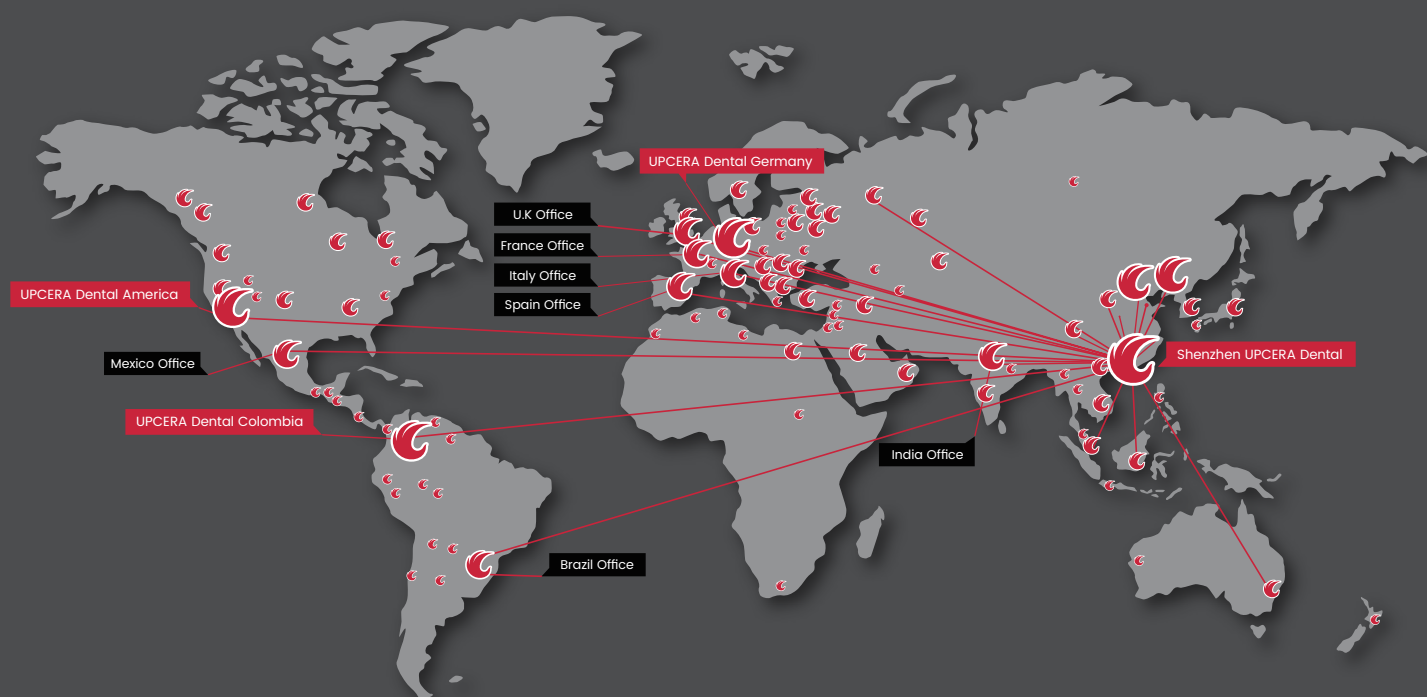 UPCERA Dental Germany
U.K Office
France Office
Italy Office
Spain Office
UPCERA Dental America
Mexico Office
Shenzhen UPCERA Dental
UPCERA Dental Colombia
India Office
Brazil Office